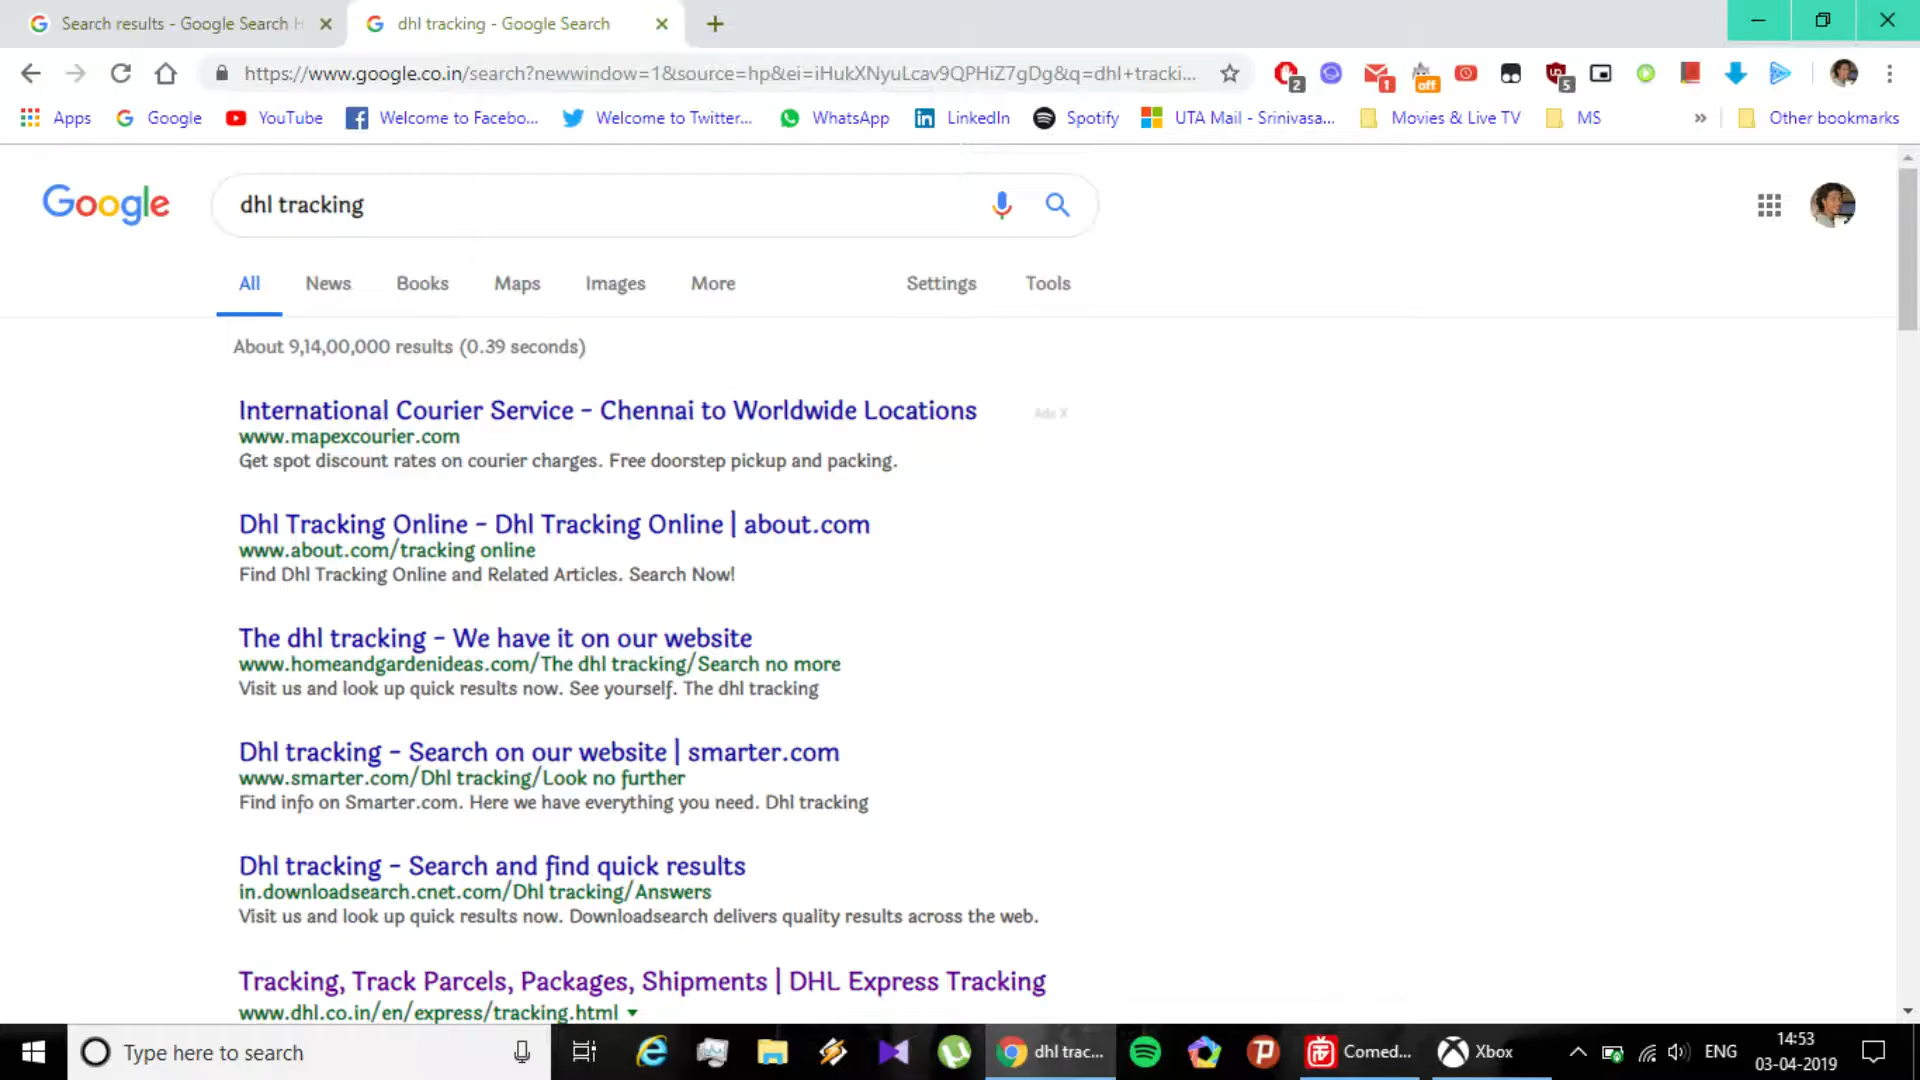 Search results - Google Search H
dhl tracking - Google Search
https://www.google.co.in/search?newwindow=1&source=hp&ei=iHukXNyuLcav9QPHiZ7gDg&q=dhl+tracki...
2
1
off
5
Apps
Google
YouTube
Welcome to Facebo...
Welcome to Twitter...
WhatsApp
LinkedIn
Spotify
UTA Mail - Srinivasa...
Movies & Live TV
MS
Other bookmarks
Google
dhl tracking
All
News
Books
Maps
Images
More
Settings
Tools
About 9,14,00,000 results (0.39 seconds)
International Courier Service - Chennai to Worldwide Locations
Ads X
www.mapexcourier.com
Get spot discount rates on courier charges. Free doorstep pickup and packing.
Dhl Tracking Online - Dhl Tracking Online | about.com
www.about.com/tracking online
Find Dhl Tracking Online and Related Articles. Search Now!
The dhl tracking - We have it on our website
www.homeandgardenideas.com/The dhl tracking/Search no more
Visit us and look up quick results now. See yourself. The dhl tracking
Dhl tracking - Search on our website | smarter.com
www.smarter.com/Dhl tracking/Look no further
Find info on Smarter.com. Here we have everything you need. Dhl tracking
Dhl tracking - Search and find quick results
in.downloadsearch.cnet.com/Dhl tracking/Answers
Visit us and look up quick results now. Downloadsearch delivers quality results across the web.
Tracking, Track Parcels, Packages, Shipments | DHL Express Tracking
www.dhl.co.in/en/express/tracking.html
Type here to search
dhl trac...
Comed...
Xbox
ENG
14:53
03-04-2019